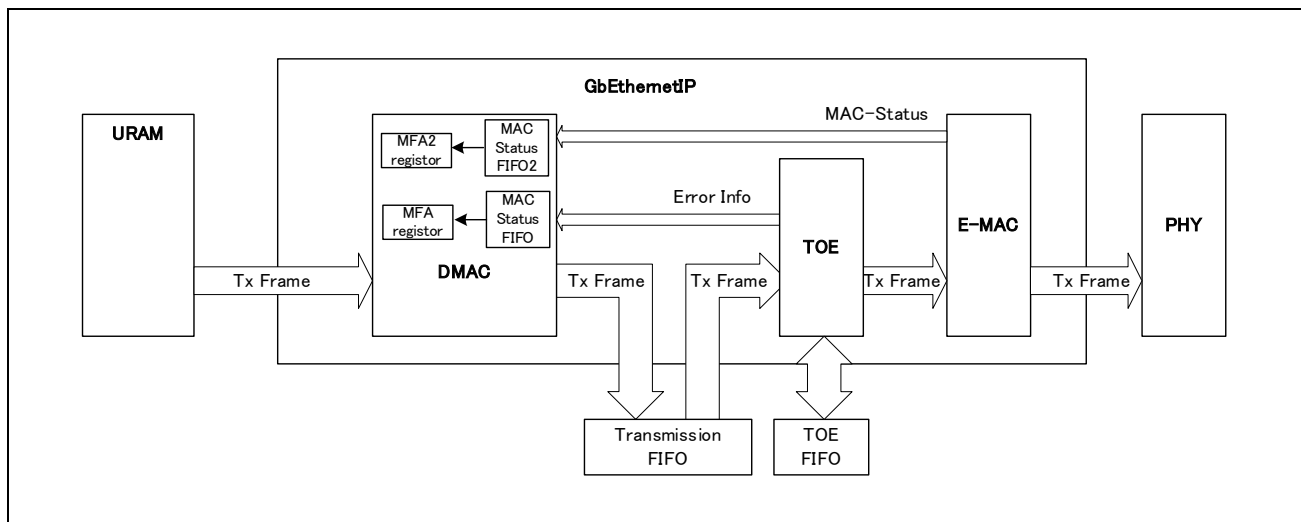 GbEthernetIP
URAM
MAC-Status
MFA2
registor
MAC
Status
FIFO2
Error Info
MFA
registor
MAC
Status
FIFO
DMAC
TOE
E-MAC
PHY
Tx Frame
Tx Frame
Tx Frame
Tx Frame
Tx Frame
Transmission
FIFO
TOE
FIFO